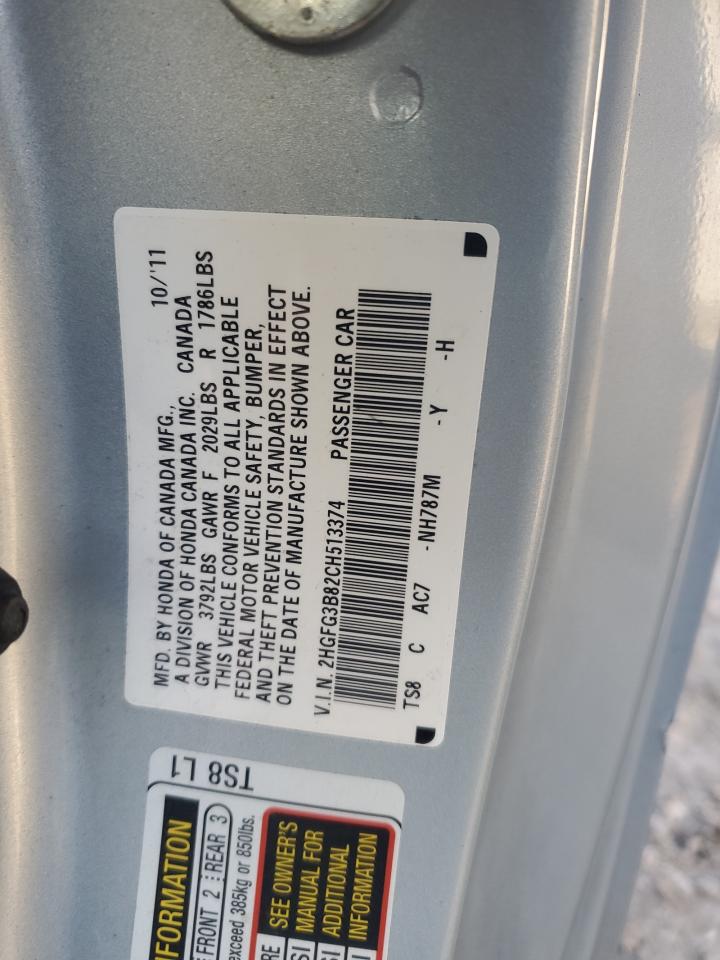 MFD. BY HONDA OF CANADA MFG., 10/'11
A DIVISION OF HONDA CANADA INC. CANADA
GVWR 3792LBS GAWR F 2029LBS R 1786LBS
THIS VEHICLE CONFORMS TO ALL APPLICABLE
FEDERAL MOTOR VEHICLE SAFETY, BUMPER,
AND THEFT PREVENTION STANDARDS IN EFFECT
ON THE DATE OF MANUFACTURE SHOWN ABOVE.
V.I.N. 2HGFG3B82CH513374 PASSENGER CAR
TS8 C AC7 -NH787M -Y -H
TS8 L1
FRONT 2 REAR 3
exceed 385kg or 850lbs.
SEE OWNER'S
MANUAL FOR
ADDITIONAL
INFORMATION